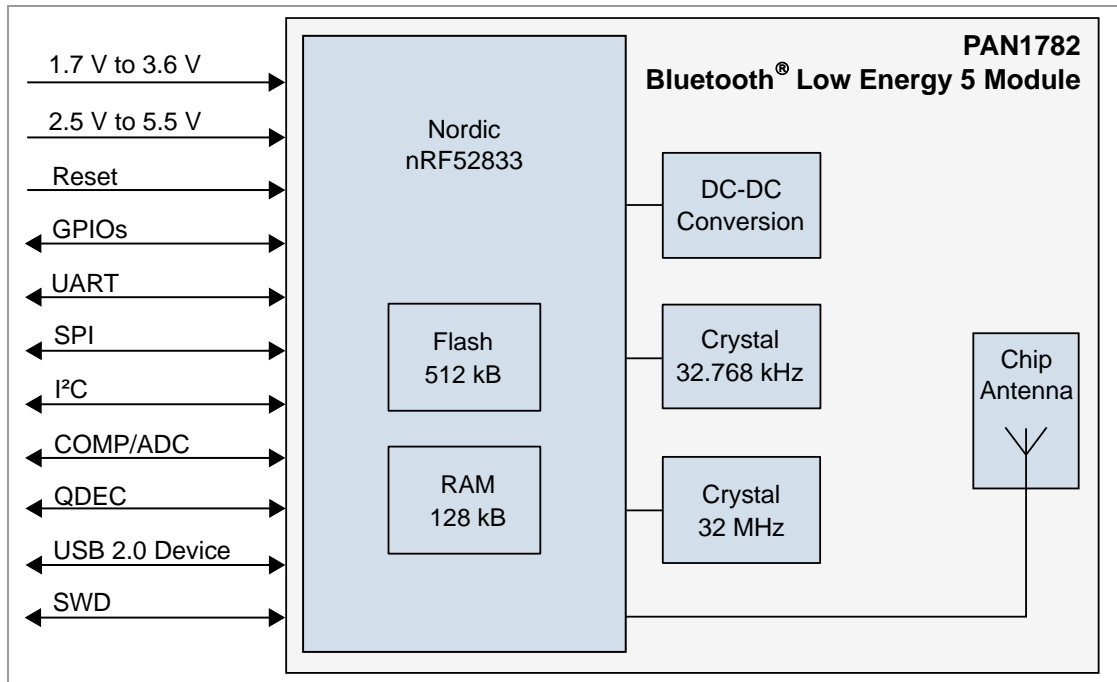 PAN1782
Bluetooth® Low Energy 5 Module
1.7 V to 3.6 V
2.5 V to 5.5 V
Reset
GPIOs
UART
SPI
I²C
COMP/ADC
QDEC
USB 2.0 Device
SWD
Nordic
nRF52833
Flash
512 kB
RAM
128 kB
DC-DC
Conversion
Crystal
32.768 kHz
Crystal
32 MHz
Chip
Antenna